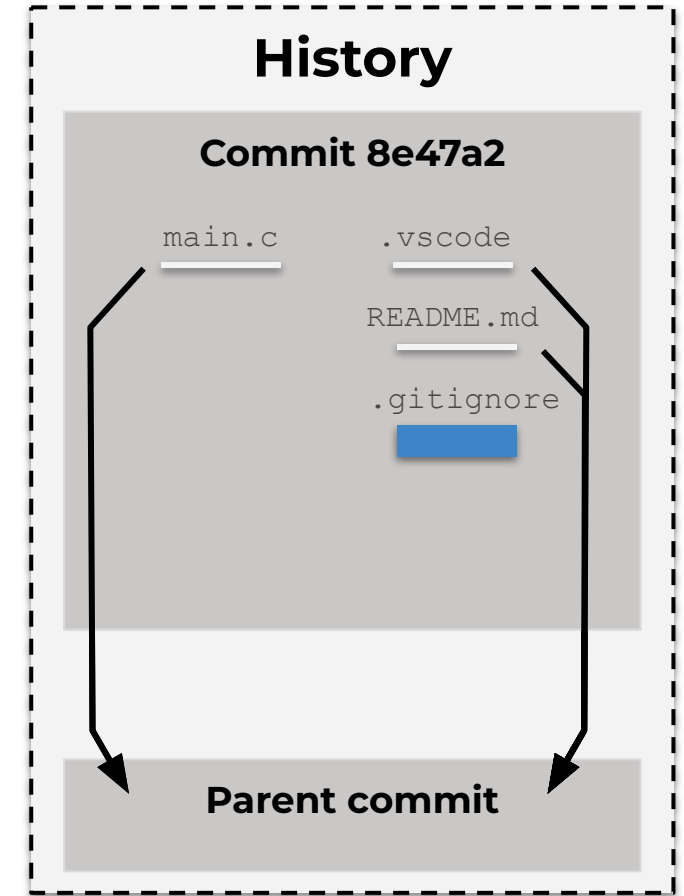 History
Commit 8e47a2
main.c
.vscode
README.md
.gitignore
Parent commit